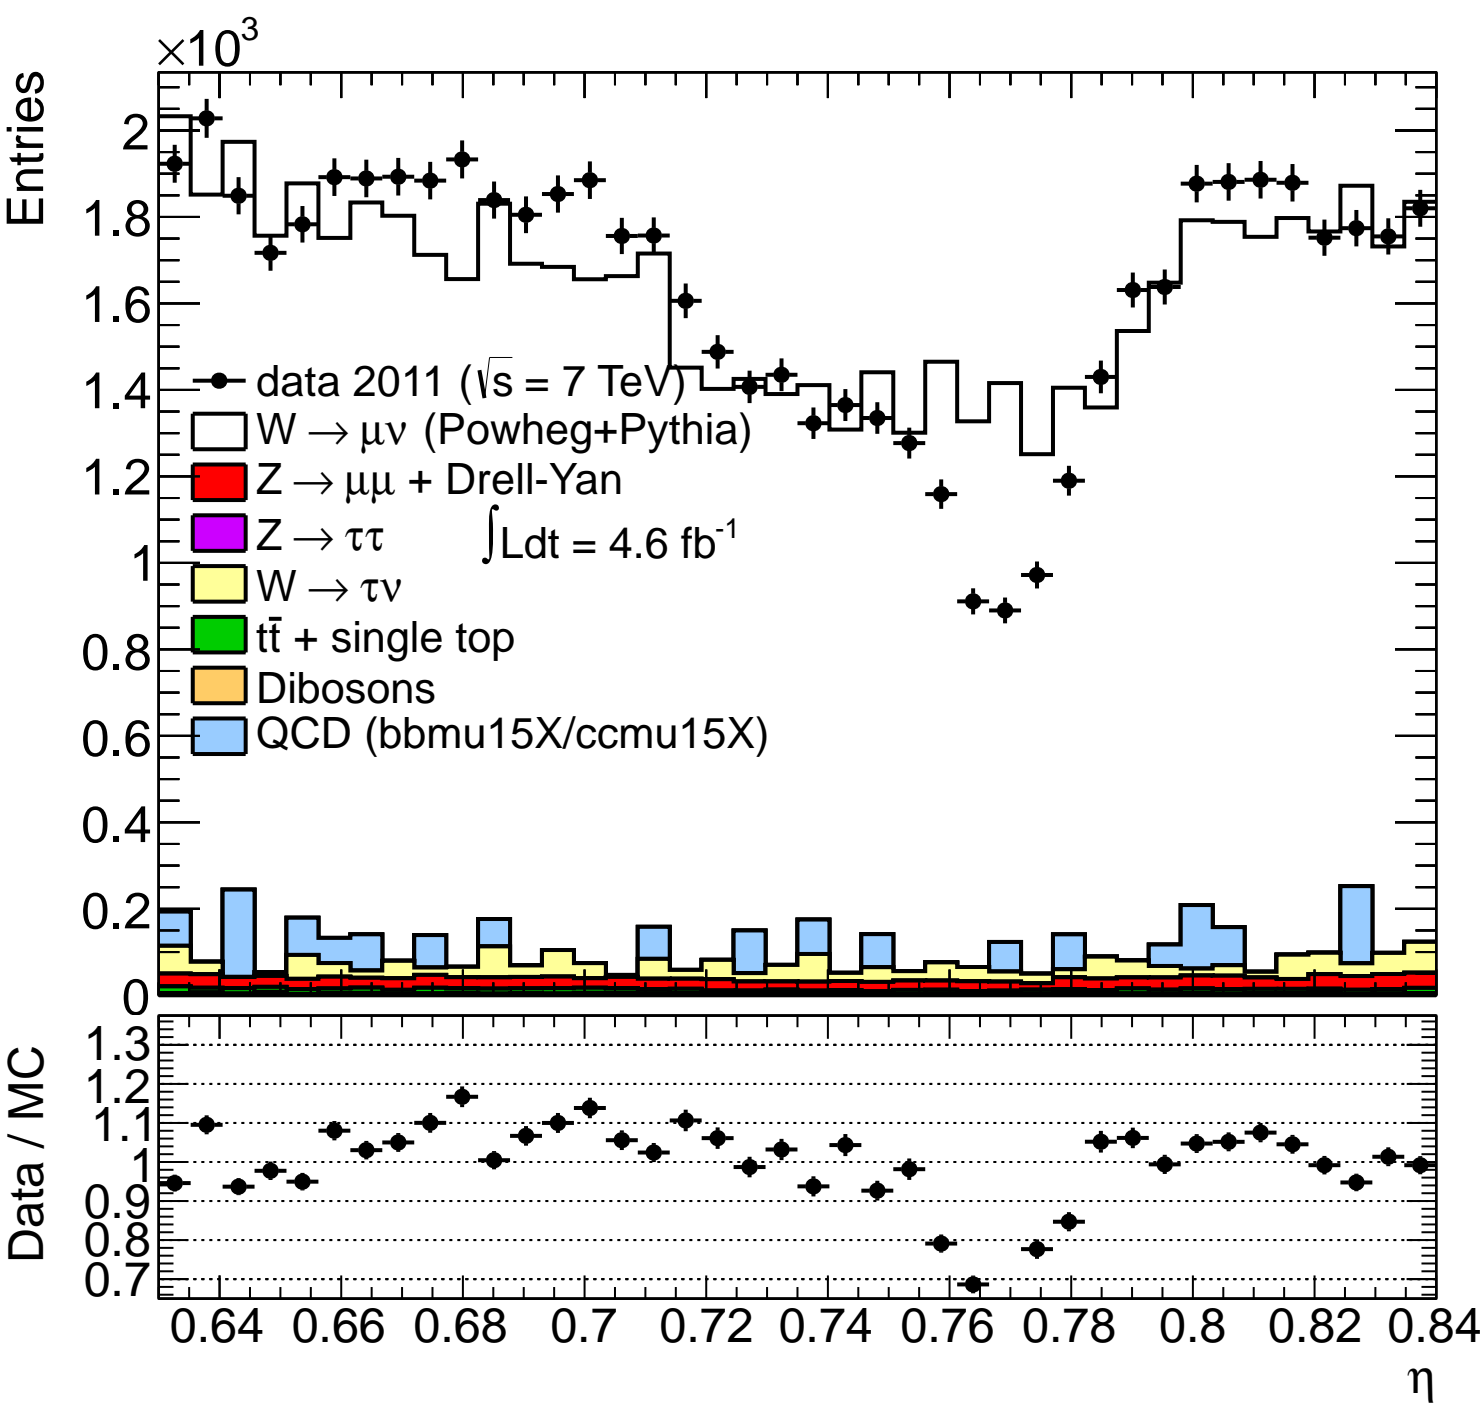 ×10³
Entries
2
1.8
1.6
1.4
1.2
1
0.8
0.6
0.4
0.2
0
data 2011 (√s = 7 TeV)
W → μν (Powheg+Pythia)
Z → μμ + Drell-Yan
Z → ττ
∫Ldt = 4.6 fb⁻¹
W → τν
tt̄ + single top
Dibosons
QCD (bbmu15X/ccmu15X)
Data / MC
1.3
1.2
1.1
1
0.9
0.8
0.7
0.64 0.66 0.68 0.7 0.72 0.74 0.76 0.78 0.8 0.82 0.84
η